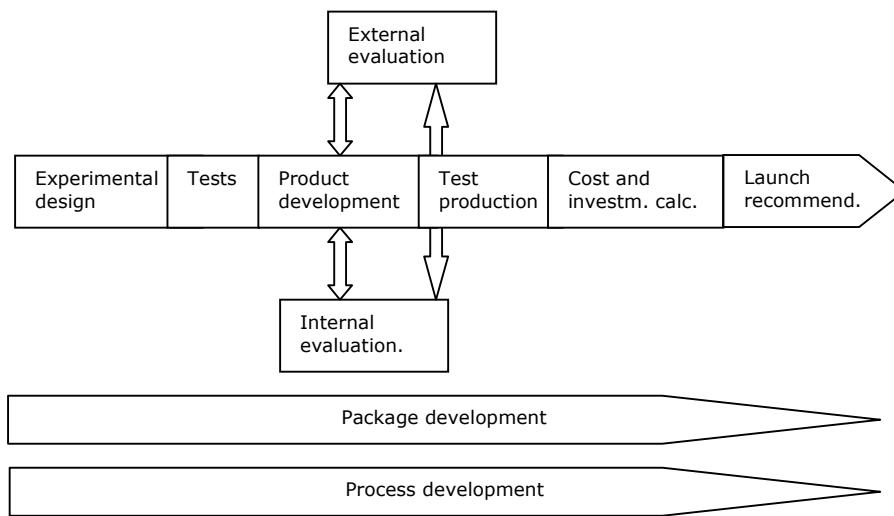 External
evaluation
Experimental
design
Tests
Product
development
Test
production
Cost and
investm. calc.
Launch
recommend.
Internal
evaluation.
Package development
Process development